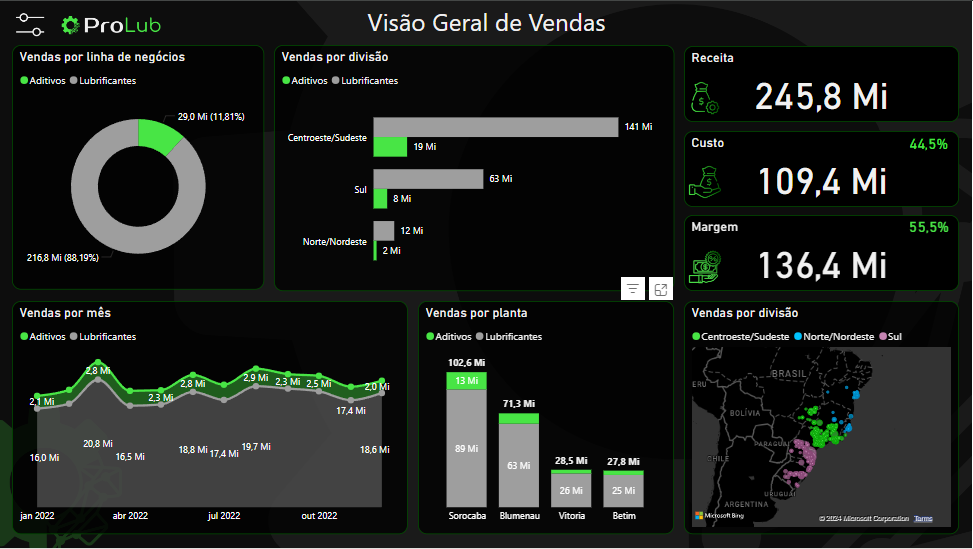 ProLub
Visão Geral de Vendas
Vendas por linha de negócios
Aditivos Lubrificantes
29,0 Mi (11,81%)
216,8 Mi (88,19%)
Vendas por divisão
Aditivos Lubrificantes
Centroeste/Sudeste
141 Mi
19 Mi
Sul
63 Mi
8 Mi
Norte/Nordeste
12 Mi
2 Mi
Receita
245,8 Mi
Custo
44,5%
109,4 Mi
Margem
55,5%
136,4 Mi
Vendas por mês
Aditivos Lubrificantes
2,1 Mi
2,8 Mi
2,3 Mi
2,8 Mi
2,9 Mi
2,3 Mi
2,5 Mi
2,0 Mi
16,0 Mi
20,8 Mi
16,5 Mi
18,8 Mi
17,4 Mi
19,7 Mi
17,4 Mi
18,6 Mi
jan 2022 abr 2022 jul 2022 out 2022
Vendas por planta
Aditivos Lubrificantes
102,6 Mi
13 Mi
89 Mi
71,3 Mi
63 Mi
28,5 Mi
26 Mi
27,8 Mi
25 Mi
Sorocaba Blumenau Vitoria Betim
Vendas por divisão
Centroeste/Sudeste Norte/Nordeste Sul
BRASIL
ERU
BOLÍVIA
PARAGUAI
CHILE
URUGUAI
ARGENTINA
Microsoft Bing
© 2024 Microsoft Corporation Terms